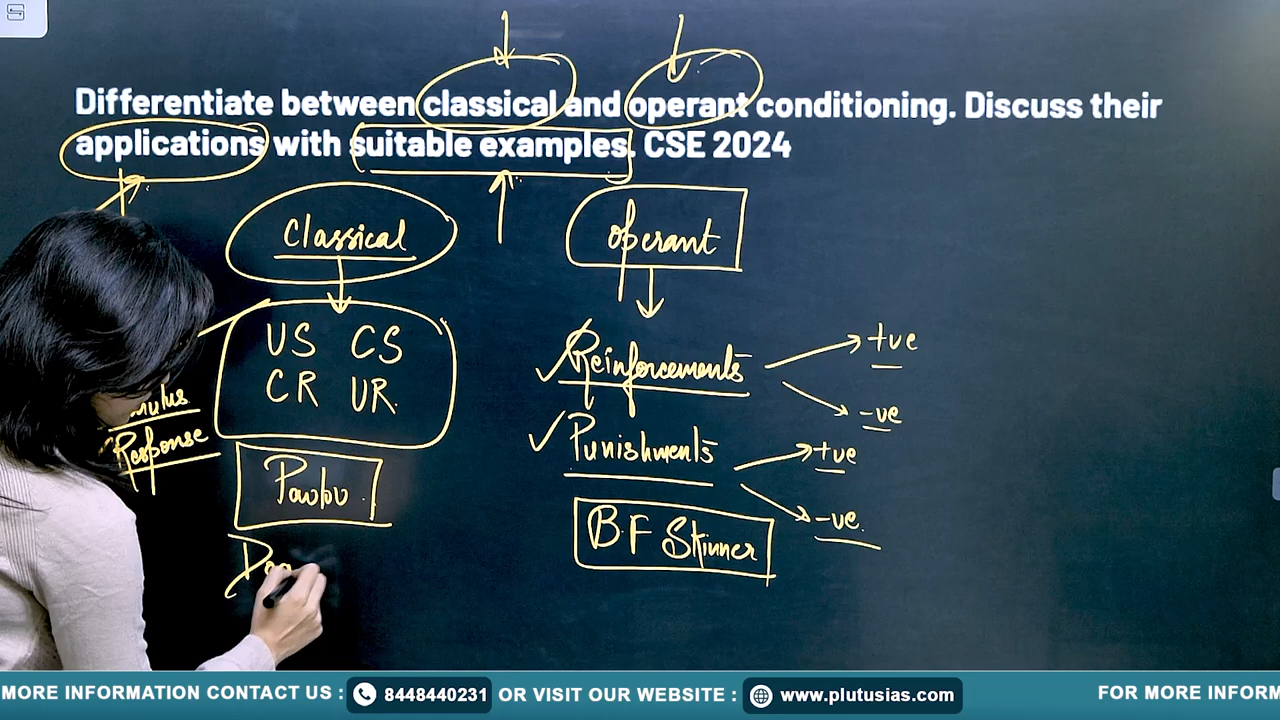 Differentiate between classical and operant conditioning. Discuss their
applications with suitable examples. CSE 2024
Classical
Operant
US CS
CR UR
Response
Pavlov
Reinforcements
+ve
-ve
Punishments
+ve
-ve
B.F Skinner
MORE INFORMATION CONTACT US : 8448440231 OR VISIT OUR WEBSITE : www.plutusias.com FOR MORE INFORM